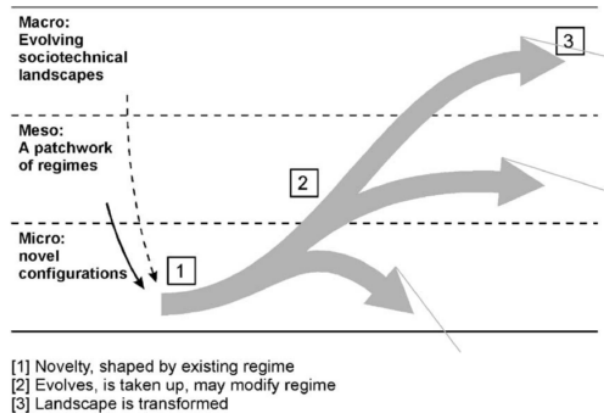 Macro:
Evolving
sociotechnical
landscapes
3
Meso:
A patchwork
of regimes
2
Micro:
novel
configurations
1
[1] Novelty, shaped by existing regime
[2] Evolves, is taken up, may modify regime
[3] Landscape is transformed